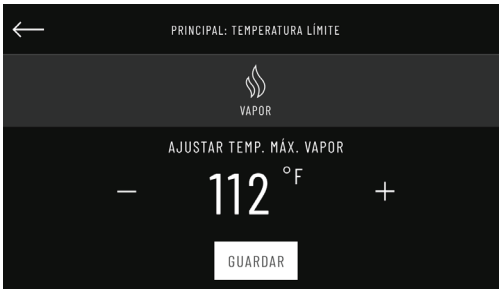 PRINCIPAL: TEMPERATURA LÍMITE
VAPOR
AJUSTAR TEMP. MÁX. VAPOR
− 112 °F +
GUARDAR